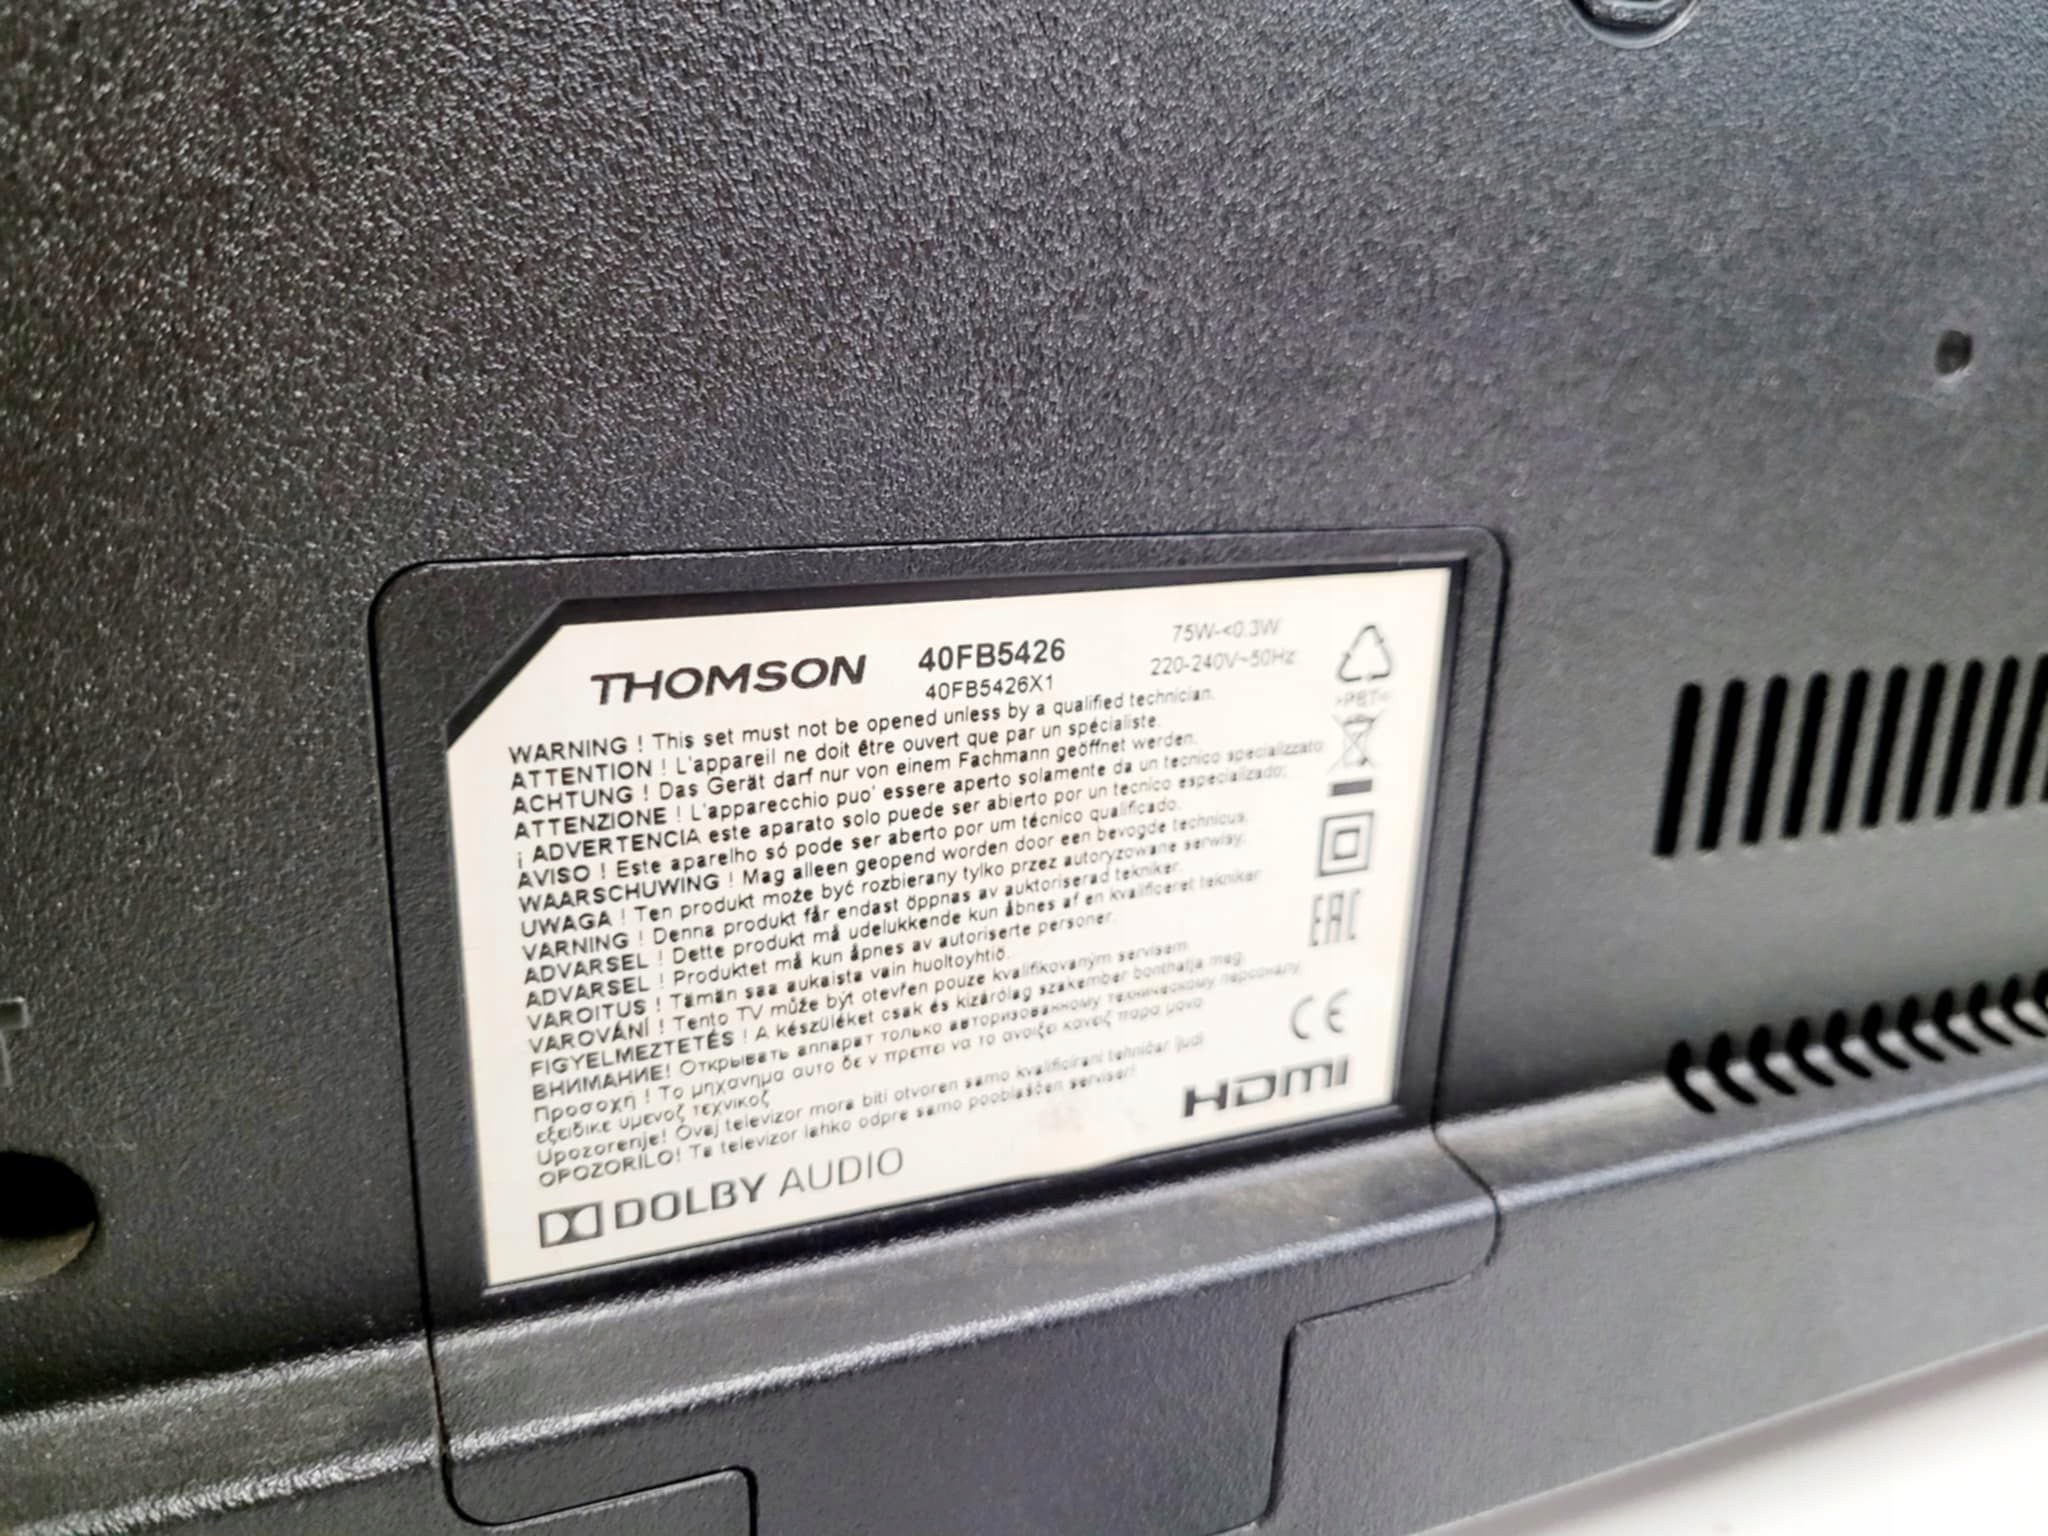 THOMSON 40FB5426 75W-<0.3W
40FB5426X1 220-240V~50Hz
>PBT<
WARNING ! This set must not be opened unless by a qualified technician.
ATTENTION ! L'appareil ne doit être ouvert que par un spécialiste.
ACHTUNG ! Das Gerät darf nur von einem Fachmann geöffnet werden.
ATTENZIONE ! L'apparecchio puo' essere aperto solamente da un tecnico specializzato
¡ ADVERTENCIA este aparato solo puede ser abierto por un tecnico especializado;
AVISO ! Este aparelho só pode ser aberto por um técnico qualificado.
WAARSCHUWING ! Mag alleen geopend worden door een bevogde technicus.
UWAGA ! Ten produkt może być rozbierany tylko przez autoryzowane serwisy.
VARNING ! Denna produkt får endast öppnas av auktoriserad tekniker.
ADVARSEL ! Dette produkt må udelukkende kun åbnes af en kvalificeret tekniker
ADVARSEL ! Produktet må kun åpnes av autoriserte personer.
VAROITUS ! Tämän saa aukaista vain huoltoyhtiö.
VAROVÁNÍ ! Tento TV může být otevřen pouze kvalifikovaným servisem
FIGYELMEZTETÉS ! A készüléket csak és kizárólag szakember bonthatja meg.
ВНИМАНИЕ! Открывать аппарат только авторизованному техническому персоналу.
Προσοχη ! Το μηχανημα αυτο δε ν πρεπει να το ανοιξει κανεις παρα μονο
εξειδικε υμενος τεχνικος
Upozorenje! Ovaj televizor mora biti otvoren samo kvalificirani tehničar ljudi
OPOZORILO! Ta televizor lahko odpre samo pooblaščen serviser!
EAC
CE
HDMI
DOLBY AUDIO